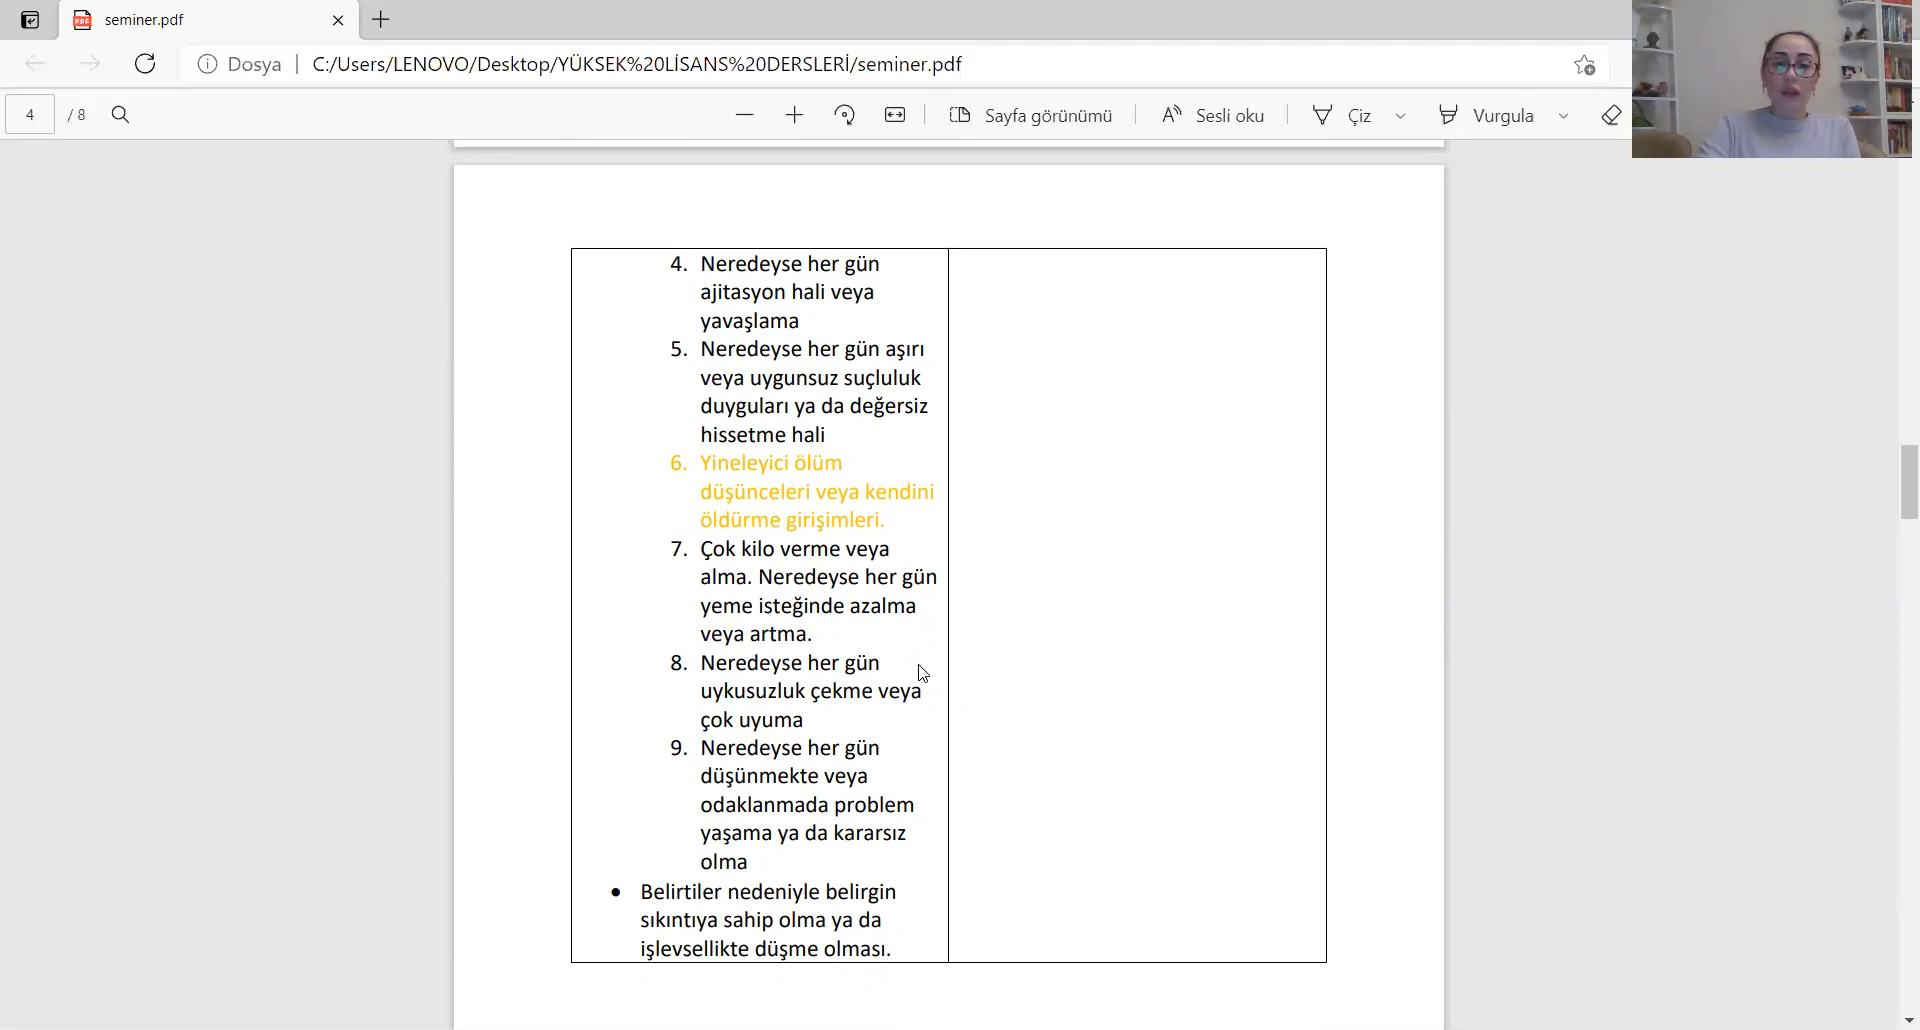 seminer.pdf
Dosya | C:/Users/LENOVO/Desktop/YÜKSEK%20LİSANS%20DERSLERİ/seminer.pdf
4 / 8 Sayfa görünümü Sesli oku Çiz Vurgula
4. Neredeyse her gün
ajitasyon hali veya
yavaşlama
5. Neredeyse her gün aşırı
veya uygunsuz suçluluk
duyguları ya da değersiz
hissetme hali
6. Yineleyici ölüm
düşünceleri veya kendini
öldürme girişimleri.
7. Çok kilo verme veya
alma. Neredeyse her gün
yeme isteğinde azalma
veya artma.
8. Neredeyse her gün
uykusuzluk çekme veya
çok uyuma
9. Neredeyse her gün
düşünmekte veya
odaklanmada problem
yaşama ya da kararsız
olma
• Belirtiler nedeniyle belirgin
sıkıntıya sahip olma ya da
işlevsellikte düşme olması.